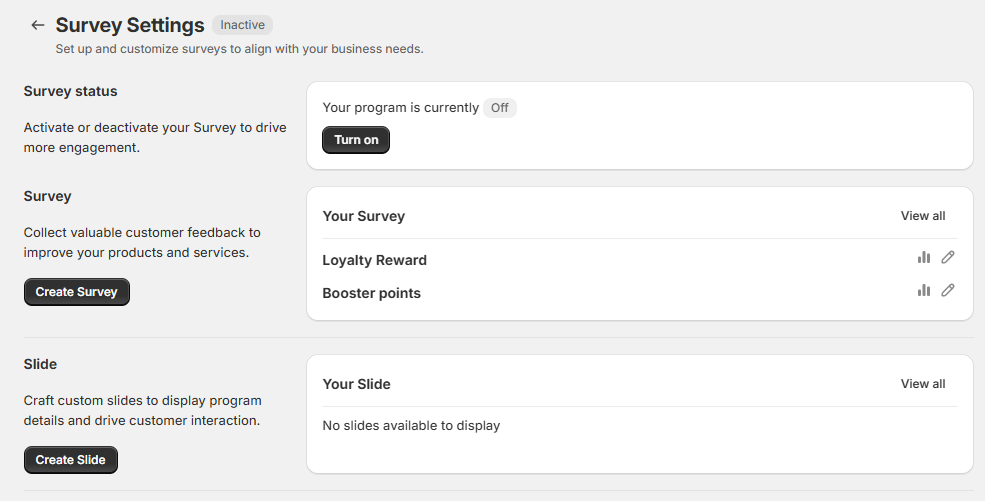 Survey Settings Inactive
Set up and customize surveys to align with your business needs.
Survey status
Activate or deactivate your Survey to drive
more engagement.
Your program is currently Off
Turn on
Survey
Collect valuable customer feedback to
improve your products and services.
Create Survey
Your Survey View all
Loyalty Reward
Booster points
Slide
Craft custom slides to display program
details and drive customer interaction.
Create Slide
Your Slide View all
No slides available to display